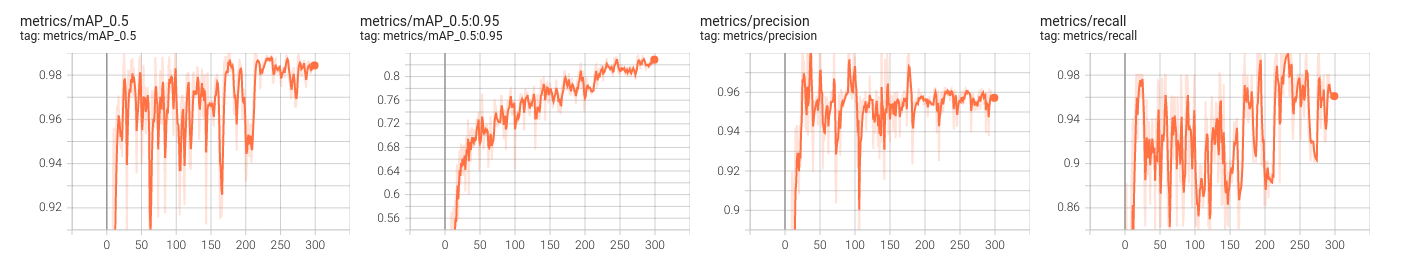 metrics/mAP_0.5
tag: metrics/mAP_0.5
0.98
0.96
0.94
0.92
0 50 100 150 200 250 300
metrics/mAP_0.5:0.95
tag: metrics/mAP_0.5:0.95
0.8
0.76
0.72
0.68
0.64
0.6
0.56
0 50 100 150 200 250 300
metrics/precision
tag: metrics/precision
0.96
0.94
0.92
0.9
0 50 100 150 200 250 300
metrics/recall
tag: metrics/recall
0.98
0.94
0.9
0.86
0 50 100 150 200 250 300